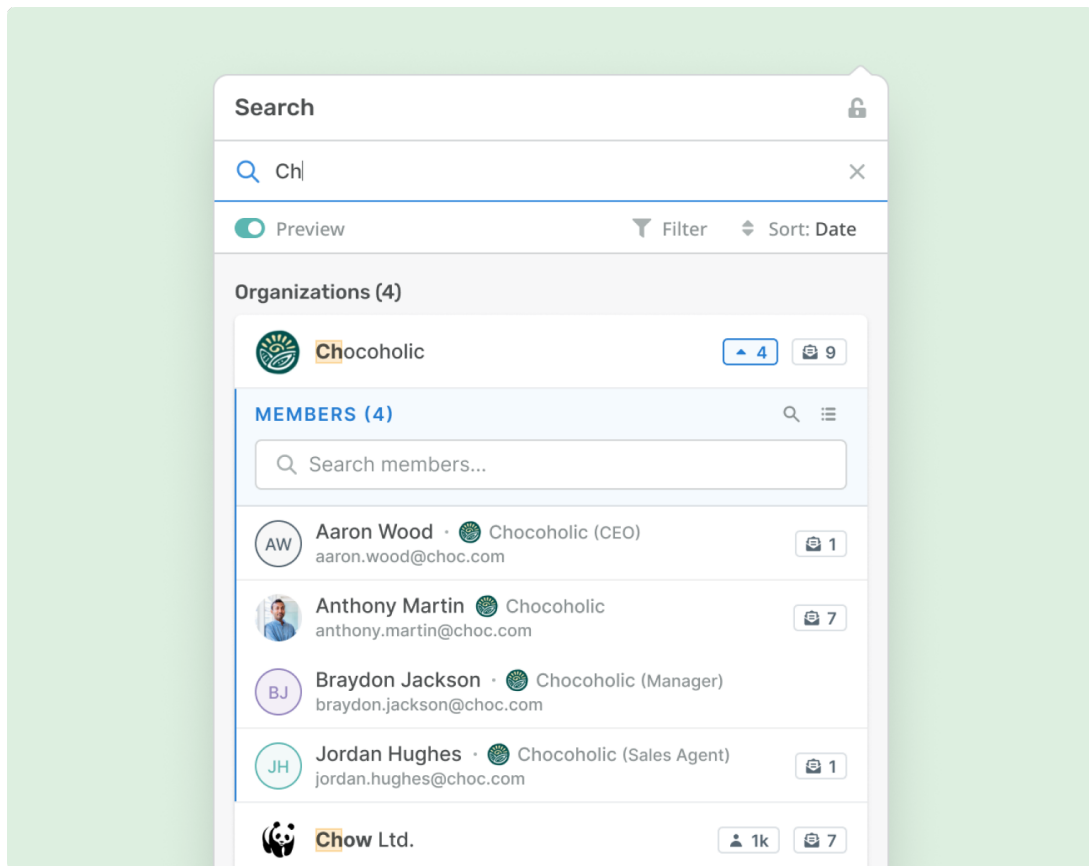 Search
Ch
Preview Filter Sort: Date
Organizations (4)
Chocoholic 4 9
MEMBERS (4)
Search members...
AW Aaron Wood · Chocoholic (CEO) 1
aaron.wood@choc.com
Anthony Martin Chocoholic 7
anthony.martin@choc.com
BJ Braydon Jackson · Chocoholic (Manager)
braydon.jackson@choc.com
JH Jordan Hughes · Chocoholic (Sales Agent) 1
jordan.hughes@choc.com
Chow Ltd. 1k 7